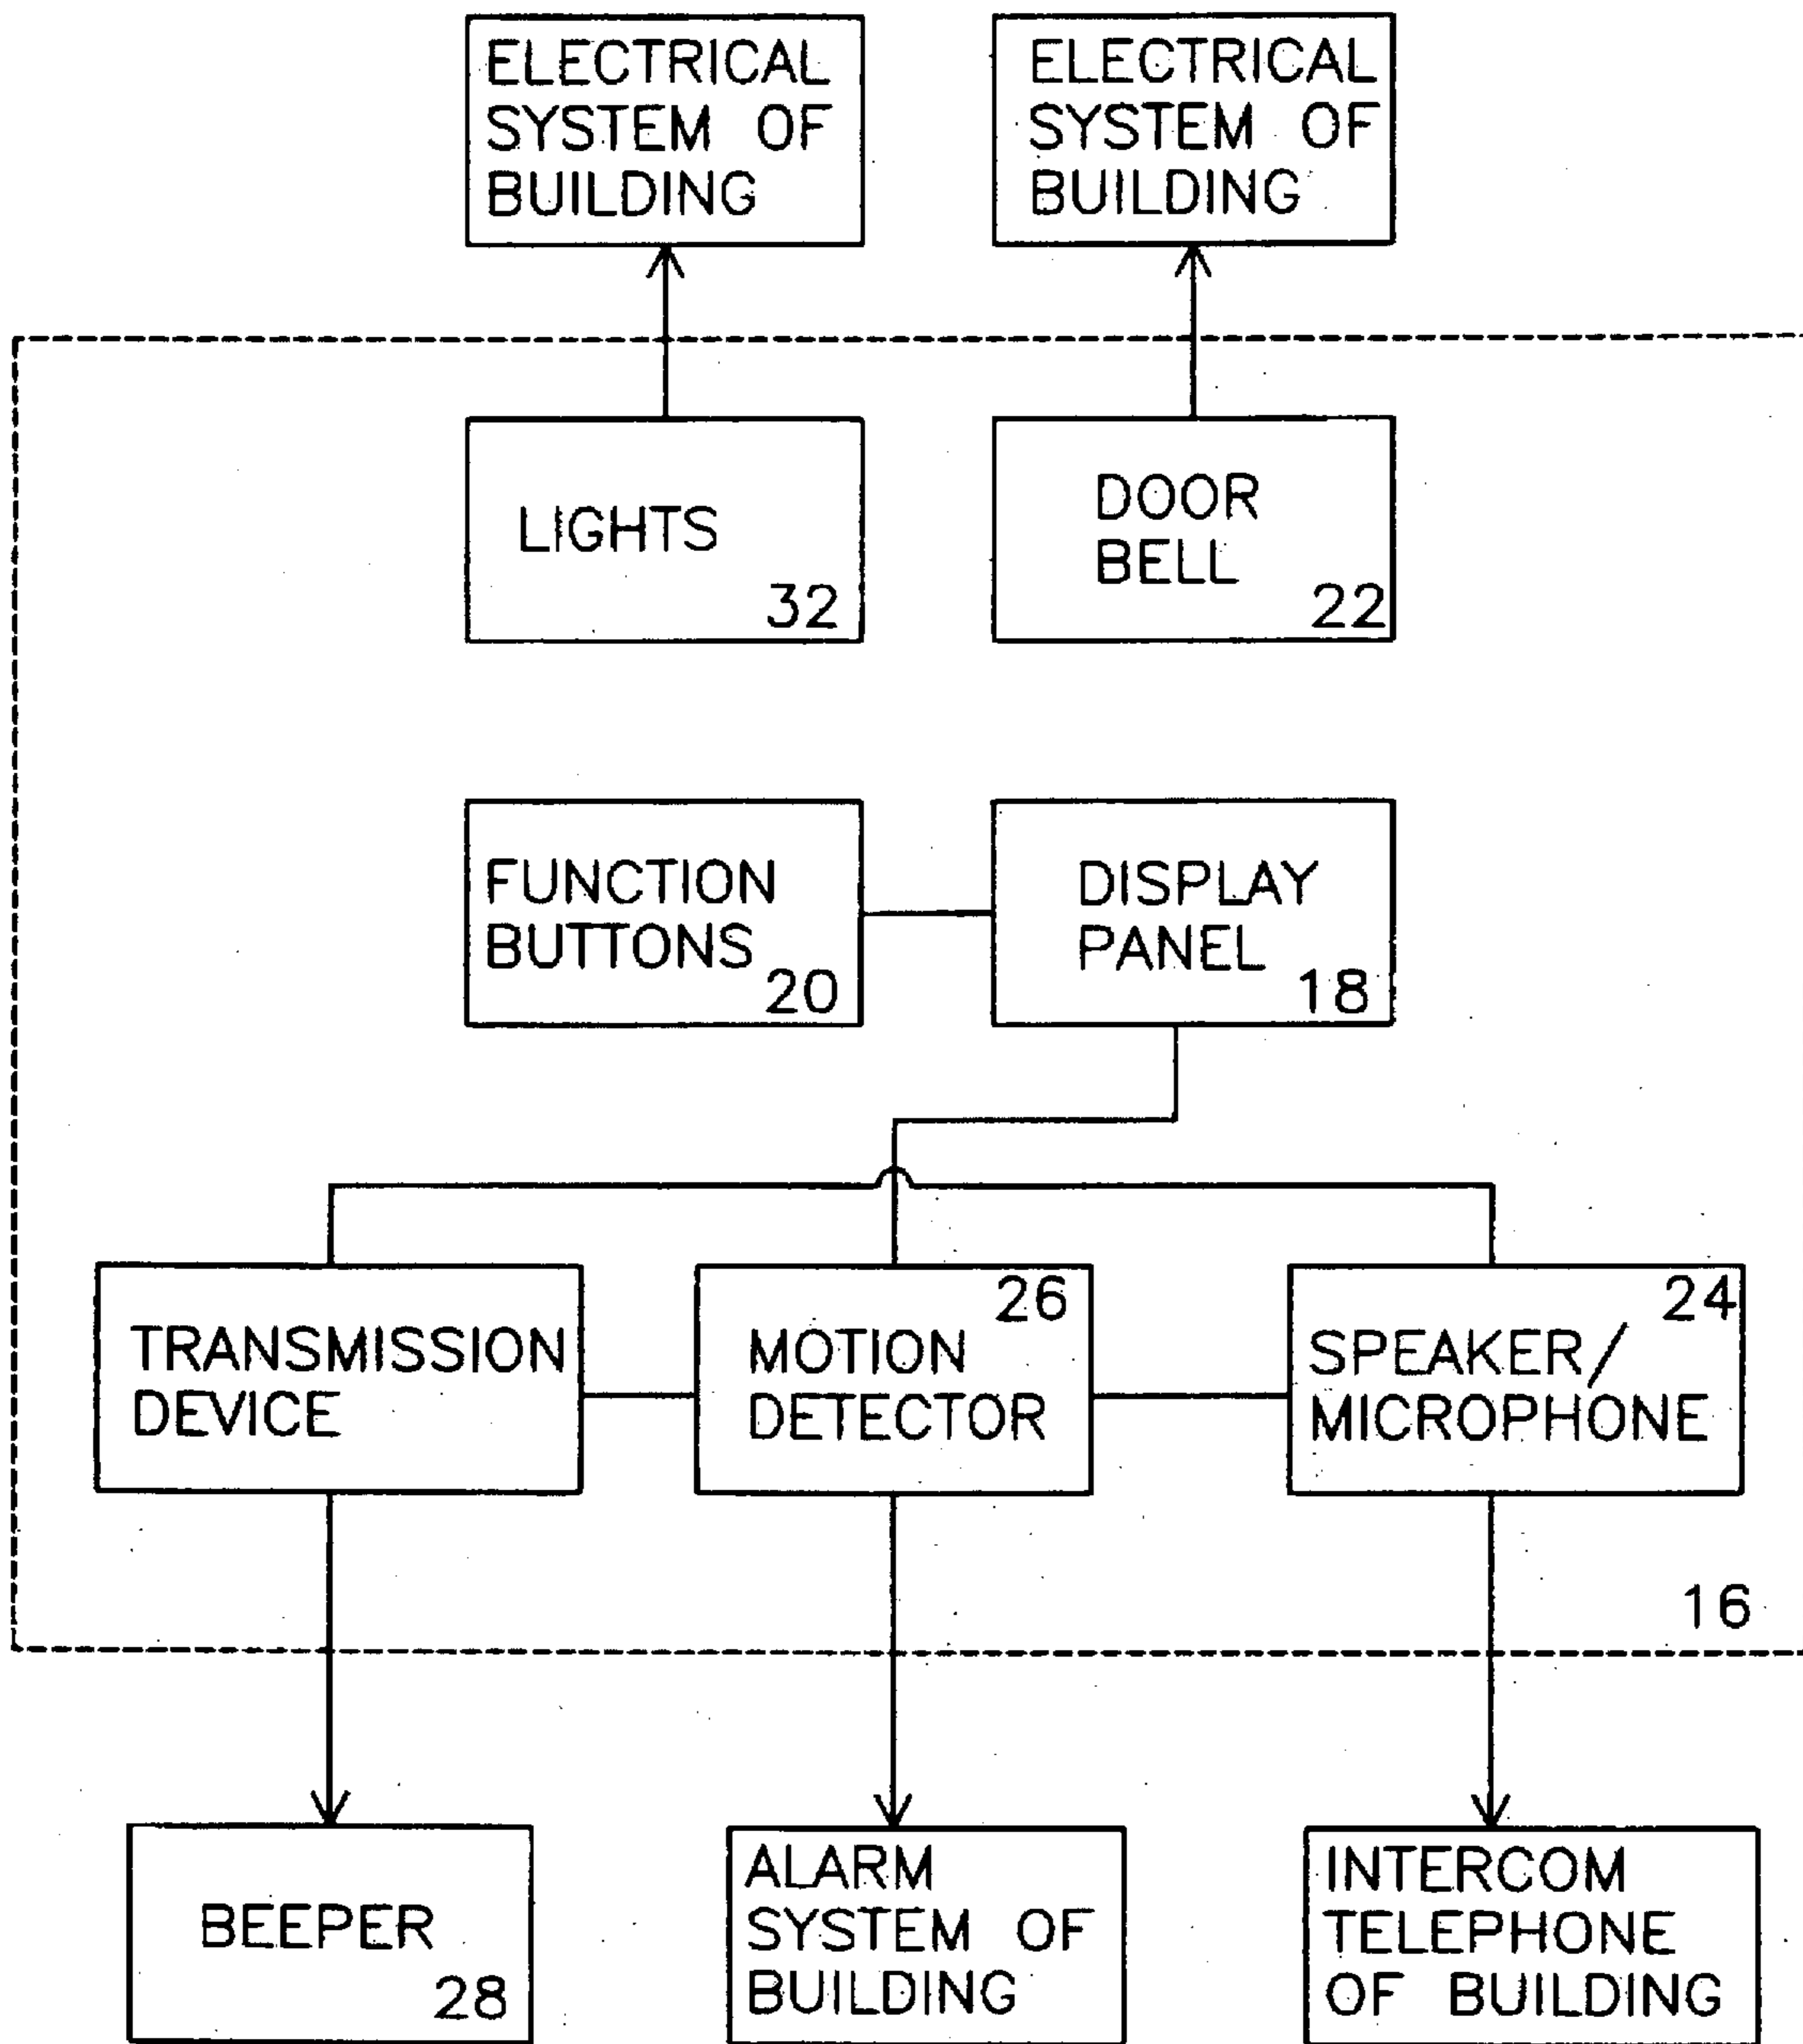 ELECTRICAL
SYSTEM OF
BUILDING
ELECTRICAL
SYSTEM OF
BUILDING
LIGHTS
32
DOOR
BELL
22
FUNCTION
BUTTONS
20
DISPLAY
PANEL
18
TRANSMISSION
DEVICE
26
MOTION
DETECTOR
24
SPEAKER/
MICROPHONE
16
BEEPER
28
ALARM
SYSTEM OF
BUILDING
INTERCOM
TELEPHONE
OF BUILDING